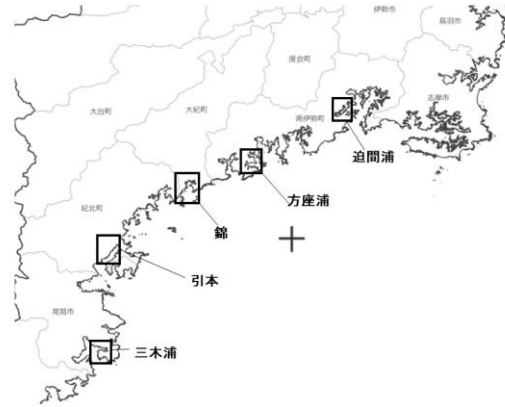 伊勢市
鳥羽市
度会町
志摩市
大台町
大紀町
南伊勢町
迫間浦
方座浦
紀北町
錦
引本
尾鷲市
三木浦